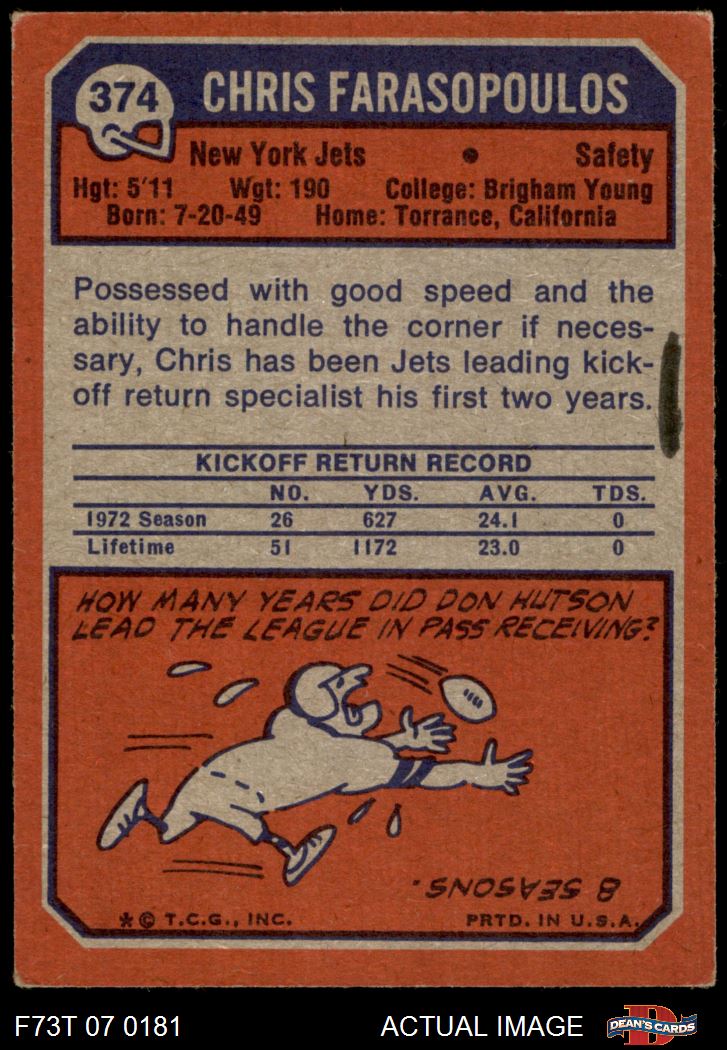 374
CHRIS FARASOPOULOS
New York Jets • Safety
Hgt: 5'11 Wgt: 190 College: Brigham Young
Born: 7-20-49 Home: Torrance, California
Possessed with good speed and the
ability to handle the corner if neces-
sary, Chris has been Jets leading kick-
off return specialist his first two years.
KICKOFF RETURN RECORD
NO. YDS. AVG. TDS.
1972 Season 26 627 24.1 0
Lifetime 51 1172 23.0 0
HOW MANY YEARS DID DON HUTSON
LEAD THE LEAGUE IN PASS RECEIVING?
8 SEASONS.
* © T.C.G., INC. PRTD. IN U.S.A.
F73T 07 0181 ACTUAL IMAGE
D
DEAN'S CARDS